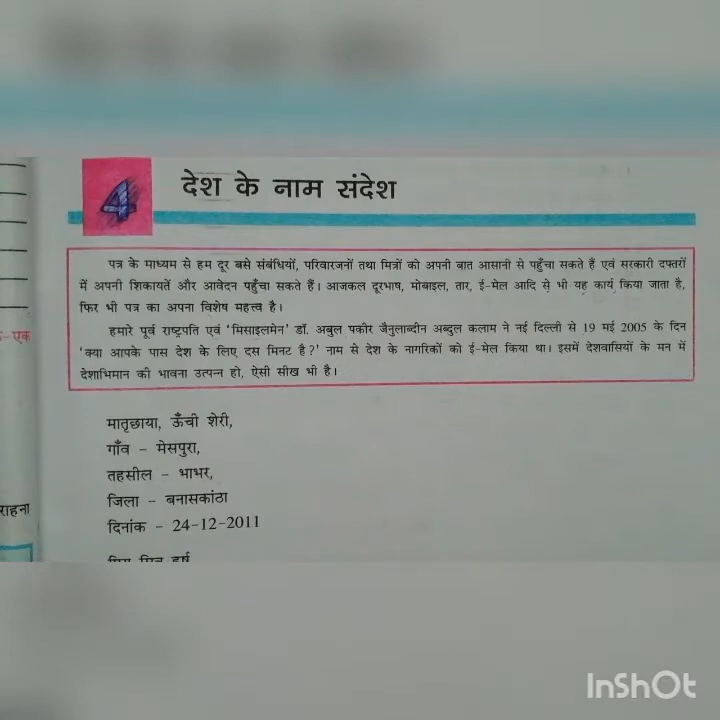 4
देश के नाम संदेश
पत्र के माध्यम से हम दूर बसे संबंधियों, परिवारजनों तथा मित्रों को अपनी बात आसानी से पहुँचा सकते हैं एवं सरकारी दफ्तरों
में अपनी शिकायतें और आवेदन पहुँचा सकते हैं। आजकल दूरभाष, मोबाइल, तार, ई-मेल आदि से भी यह कार्य किया जाता है,
फिर भी पत्र का अपना विशेष महत्त्व है।
हमारे पूर्व राष्ट्रपति एवं 'मिसाइलमेन' डॉ. अबुल पकीर जैनुलाब्दीन अब्दुल कलाम ने नई दिल्ली से 19 मई 2005 के दिन
'क्या आपके पास देश के लिए दस मिनट है?' नाम से देश के नागरिकों को ई-मेल किया था। इसमें देशवासियों के मन में
देशाभिमान की भावना उत्पन्न हो, ऐसी सीख भी है।
मातृछाया, ऊँची शेरी,
गाँव - मेसपुरा,
तहसील - भाभर,
जिला - बनासकांठा
दिनांक - 24-12-2011
-एक
राहना
InShOt